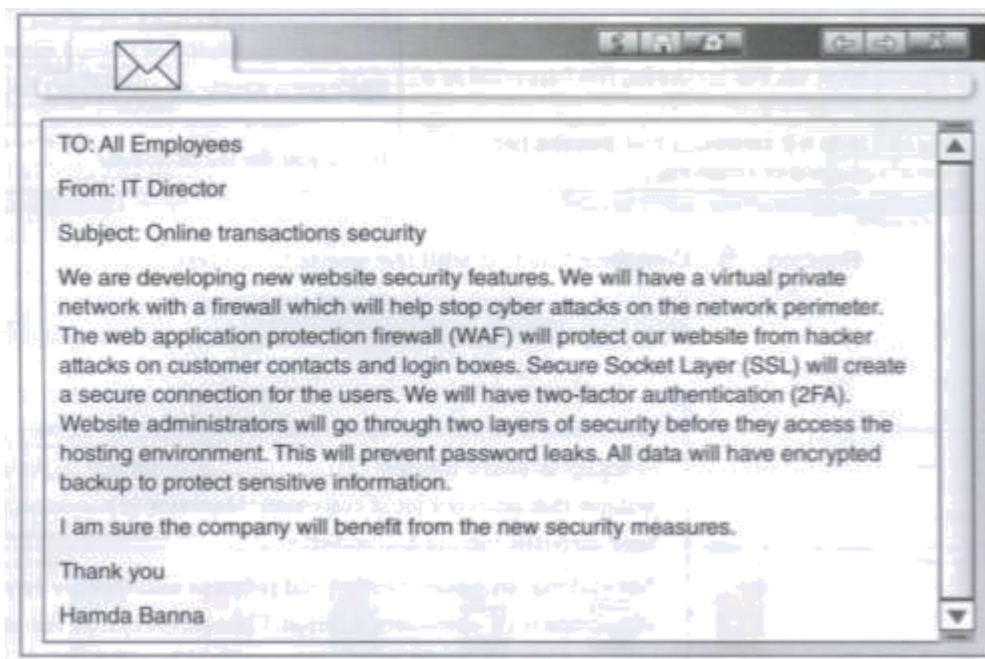 TO: All Employees
From: IT Director
Subject: Online transactions security
We are developing new website security features. We will have a virtual private
network with a firewall which will help stop cyber attacks on the network perimeter.
The web application protection firewall (WAF) will protect our website from hacker
attacks on customer contacts and login boxes. Secure Socket Layer (SSL) will create
a secure connection for the users. We will have two-factor authentication (2FA).
Website administrators will go through two layers of security before they access the
hosting environment. This will prevent password leaks. All data will have encrypted
backup to protect sensitive information.
I am sure the company will benefit from the new security measures.
Thank you
Hamda Banna